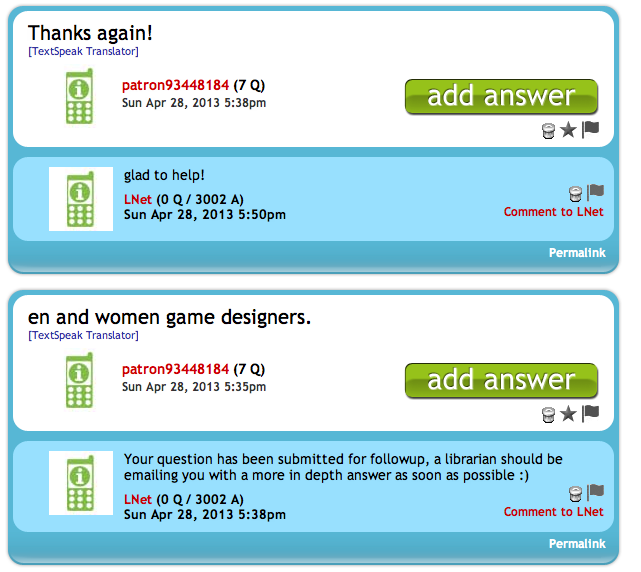 Thanks again!
[TextSpeak Translator]
patron93448184 (7 Q)
Sun Apr 28, 2013 5:38pm
add answer
glad to help!
LNet (0 Q / 3002 A)
Sun Apr 28, 2013 5:50pm
Comment to LNet
Permalink
en and women game designers.
[TextSpeak Translator]
patron93448184 (7 Q)
Sun Apr 28, 2013 5:35pm
add answer
Your question has been submitted for followup, a librarian should be
emailing you with a more in depth answer as soon as possible :)
LNet (0 Q / 3002 A)
Sun Apr 28, 2013 5:38pm
Comment to LNet
Permalink